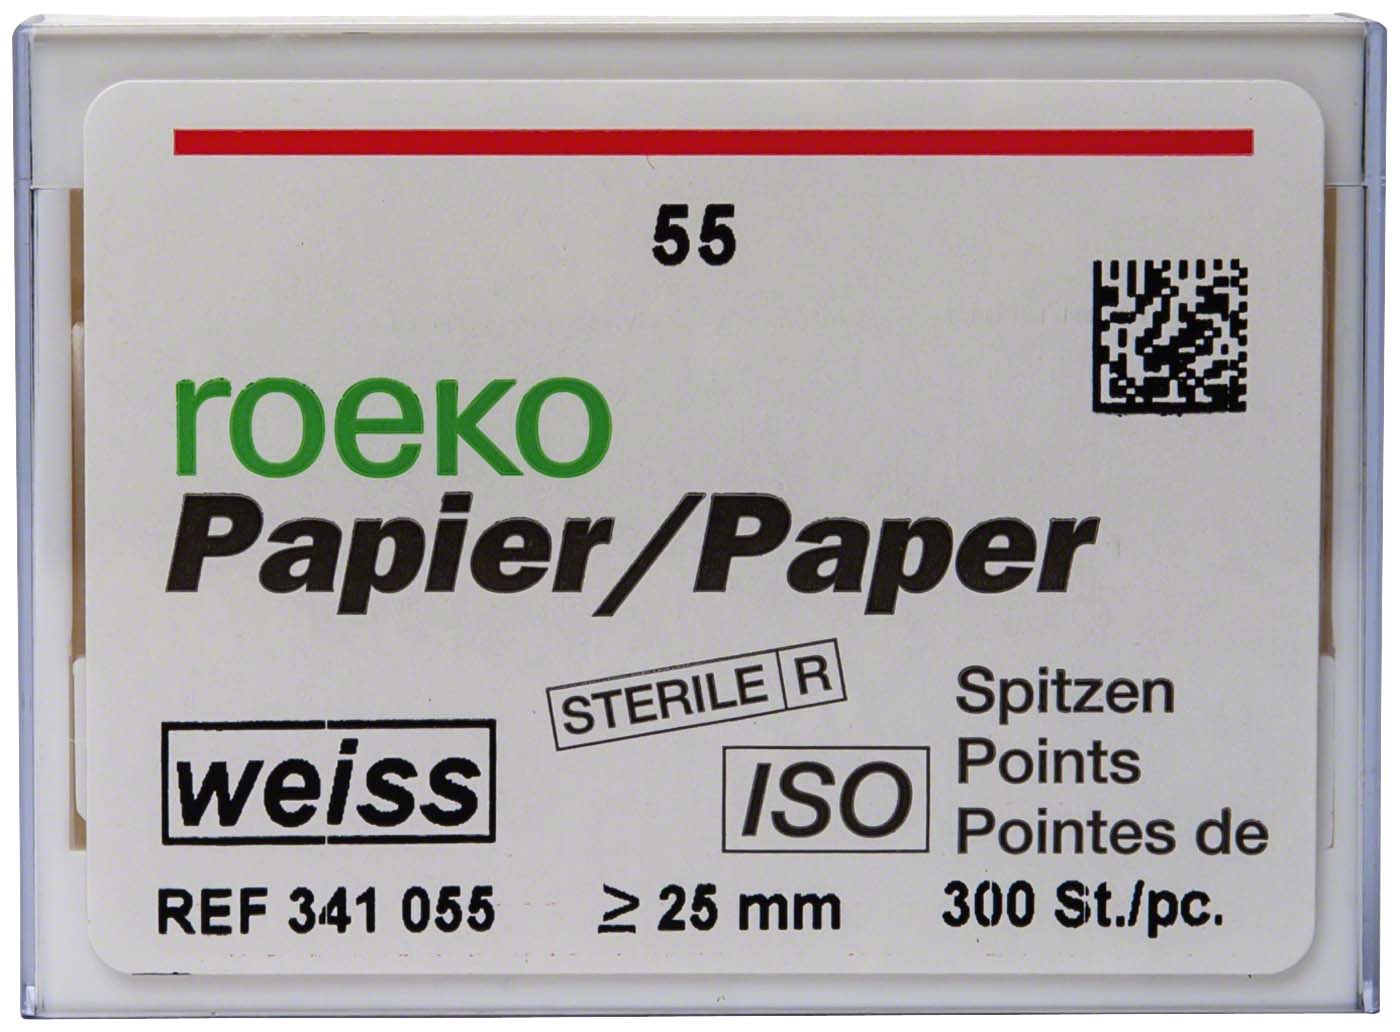 55
roeko
Papier/Paper
STERILE R
Spitzen
Points
Pointes de
weiss
ISO
REF 341 055 ≥ 25 mm 300 St./pc.